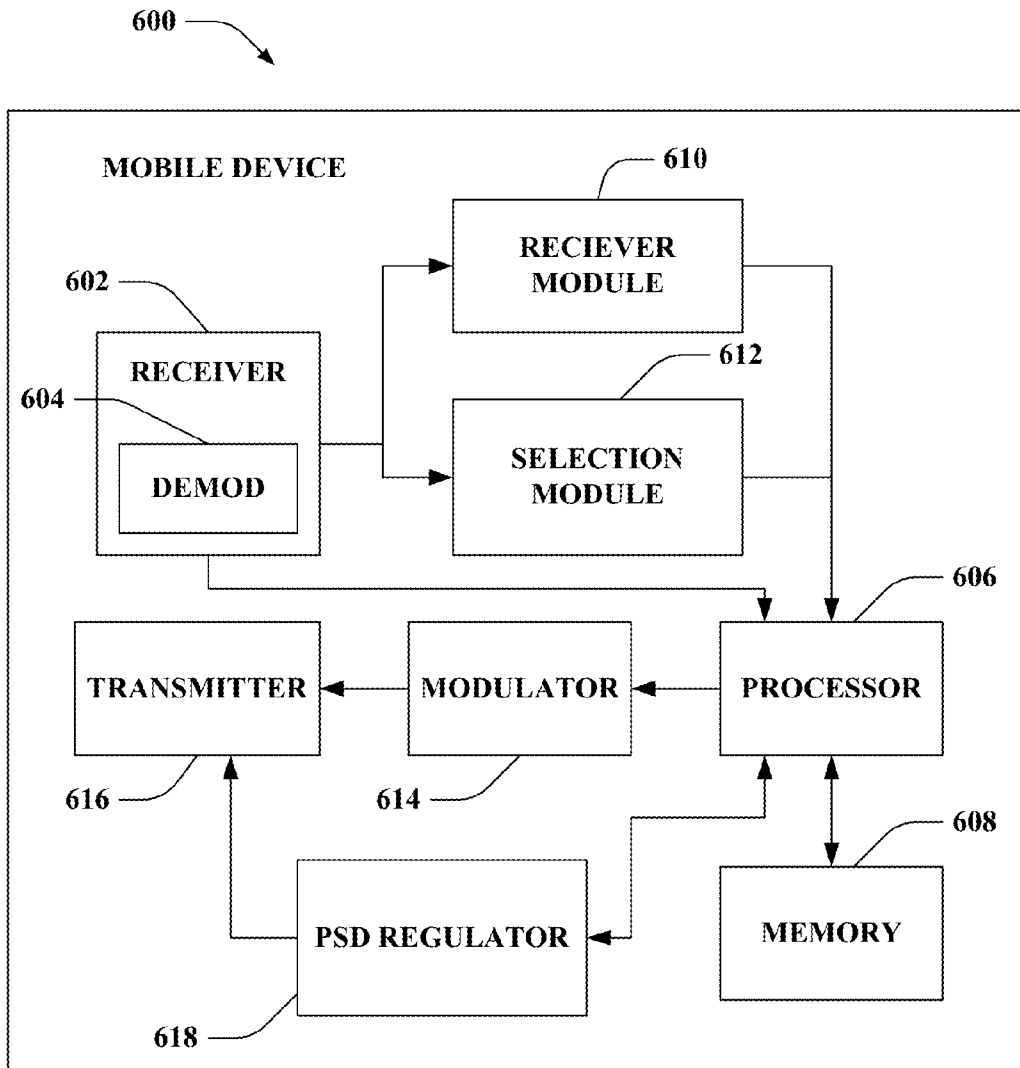 600
MOBILE DEVICE
610
RECIEVER
MODULE
602
RECEIVER
612
604
SELECTION
MODULE
DEMOD
606
TRANSMITTER
MODULATOR
PROCESSOR
616
614
608
PSD REGULATOR
MEMORY
618